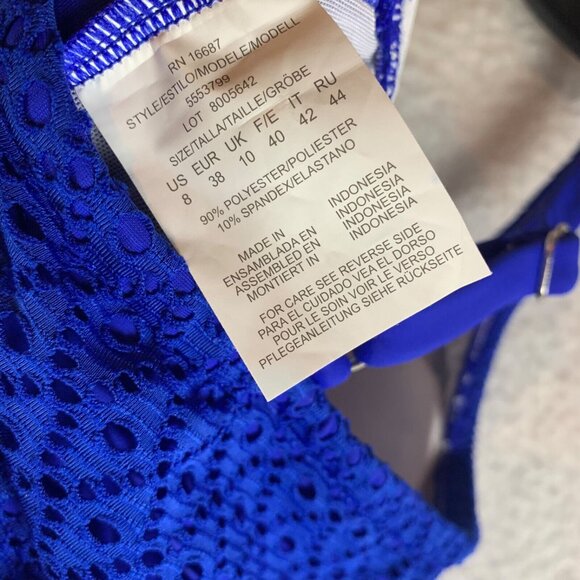 RN 16687
STYLE/ESTILO/MODELE/MODELL
5553799
LOT 8005642
SIZE/TALLA/TAILLE/GRÖBE
US EUR UK F/E IT RU
8 38 10 40 42 44
90% POLYESTER/POLIESTER
10% SPANDEX/ELASTANO
MADE IN INDONESIA
ENSAMBLADA EN INDONESIA
ASSEMBLED EN INDONESIA
MONTIERT IN INDONESIA
FOR CARE SEE REVERSE SIDE
PARA EL CUIDADO VEA EL DORSO
POUR LE SOIN VOIR LE VERSO
PFLEGEANLEITUNG SIEHE RÜCKSEITE